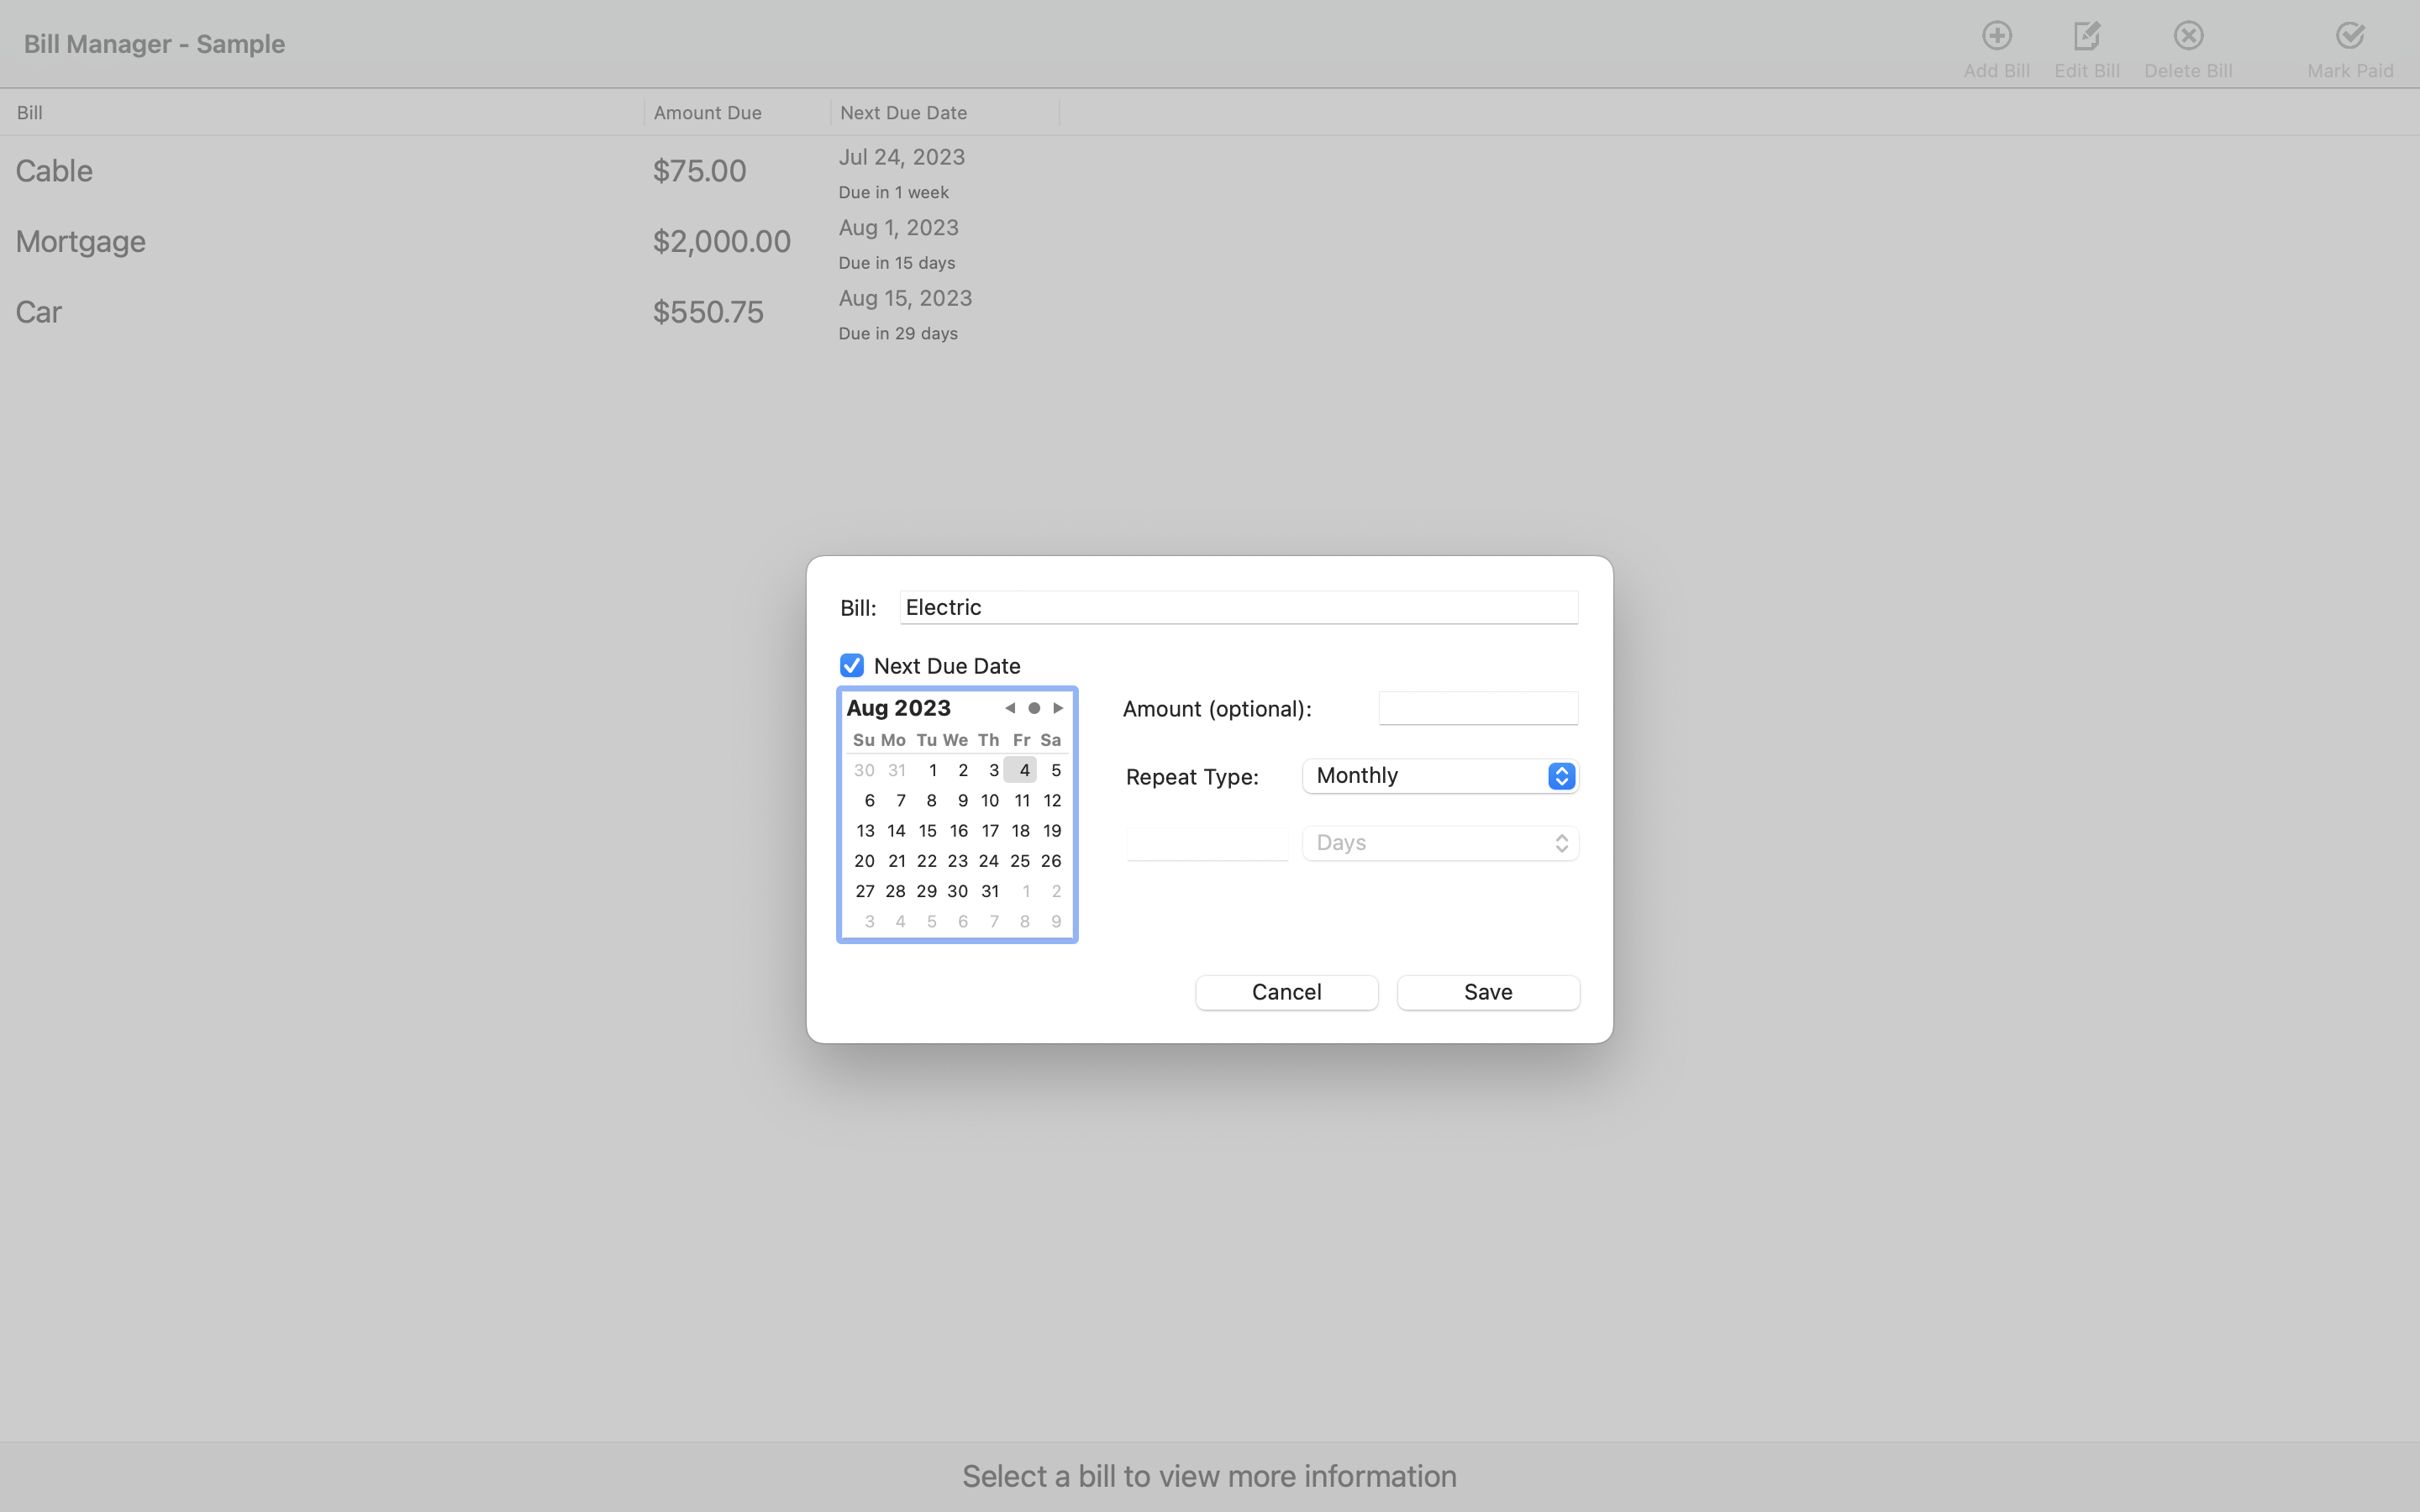 Bill Manager - Sample
Add Bill Edit Bill Delete Bill Mark Paid
Bill Amount Due Next Due Date
Cable $75.00 Jul 24, 2023
Due in 1 week
Mortgage $2,000.00 Aug 1, 2023
Due in 15 days
Car $550.75 Aug 15, 2023
Due in 29 days
Bill: Electric
Next Due Date
Aug 2023
Su Mo Tu We Th Fr Sa
30 31 1 2 3 4 5
6 7 8 9 10 11 12
13 14 15 16 17 18 19
20 21 22 23 24 25 26
27 28 29 30 31 1 2
3 4 5 6 7 8 9
Amount (optional):
Repeat Type: Monthly
Days
Cancel Save
Select a bill to view more information